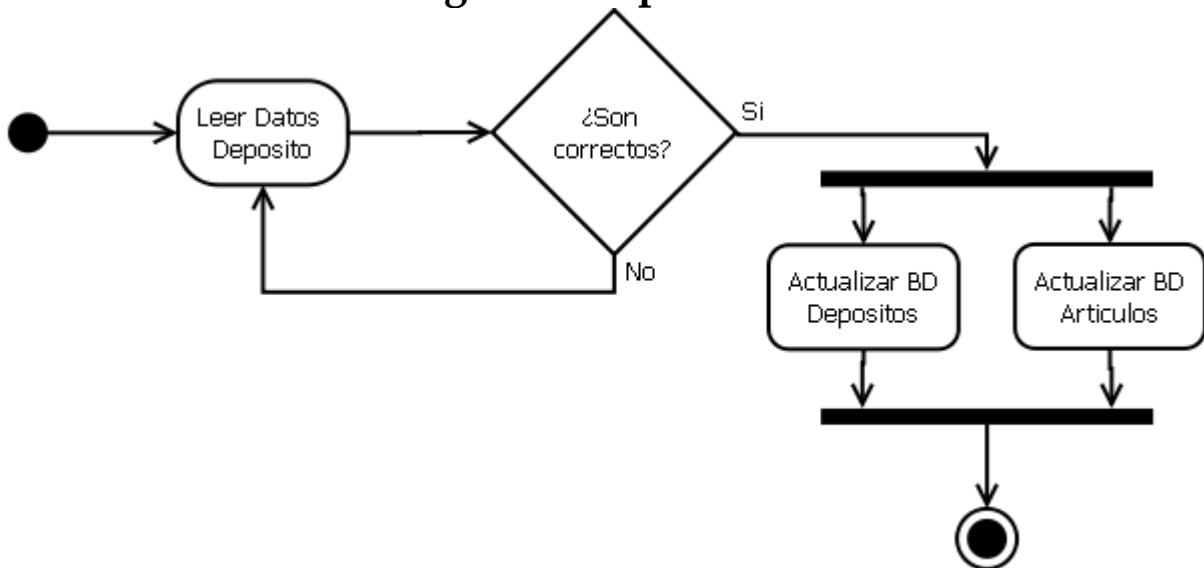 Leer Datos
Deposito
¿Son
correctos?
Si
No
Actualizar BD
Depositos
Actualizar BD
Articulos